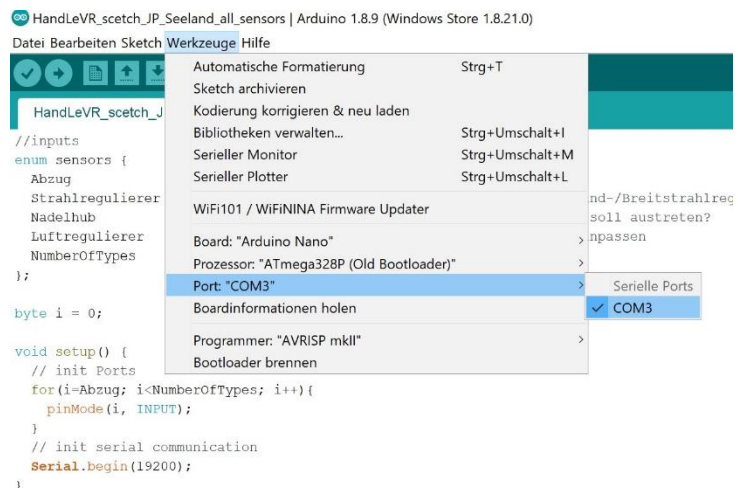 HandLeVR_scetch_JP_Seeland_all_sensors | Arduino 1.8.9 (Windows Store 1.8.21.0)
Datei Bearbeiten Sketch Werkzeuge Hilfe
HandLeVR_scetch_J
Automatische Formatierung Strg+T
Sketch archivieren
Kodierung korrigieren & neu laden
Bibliotheken verwalten... Strg+Umschalt+I
Serieller Monitor Strg+Umschalt+M
Serieller Plotter Strg+Umschalt+L
WiFi101 / WiFiNINA Firmware Updater
Board: "Arduino Nano"
Prozessor: "ATmega328P (Old Bootloader)"
Port: "COM3"
Boardinformationen holen
Programmer: "AVRISP mkII"
Bootloader brennen
Serielle Ports
COM3
//inputs
enum sensors {
Abzug
Strahlregulierer nd-/Breitstrahlreg
Nadelhub soll austreten?
Luftregulierer npassen
NumberOfTypes
};
byte i = 0;
void setup() {
// init Ports
for(i=Abzug; i<NumberOfTypes; i++){
pinMode(i, INPUT);
}
// init serial communication
Serial.begin(19200);
}